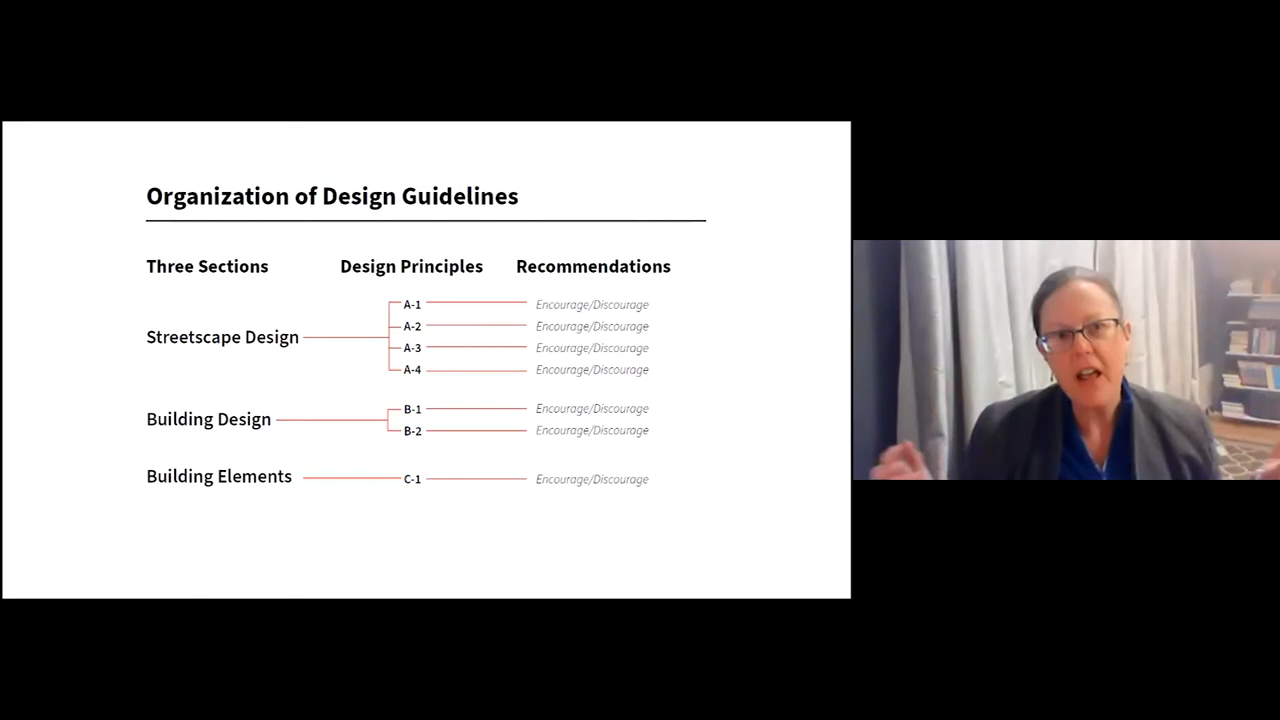 Organization of Design Guidelines
Three Sections Design Principles Recommendations
A-1 Encourage/Discourage
A-2 Encourage/Discourage
Streetscape Design
A-3 Encourage/Discourage
A-4 Encourage/Discourage
B-1 Encourage/Discourage
Building Design
B-2 Encourage/Discourage
Building Elements C-1 Encourage/Discourage